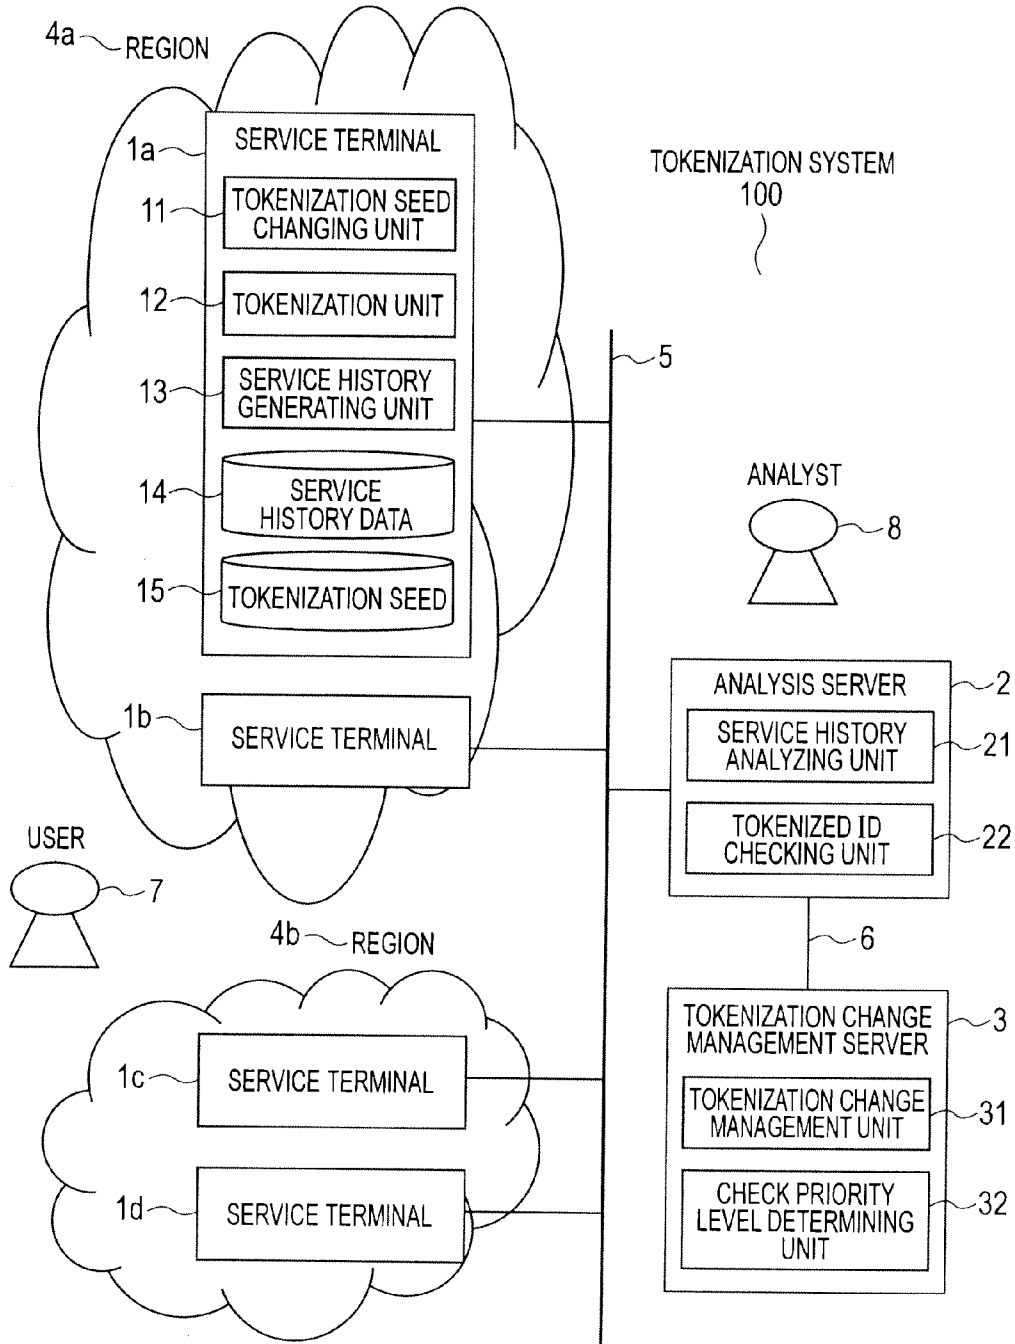 4a
REGION
1a
SERVICE TERMINAL
11
TOKENIZATION SEED
CHANGING UNIT
12
TOKENIZATION UNIT
13
SERVICE HISTORY
GENERATING UNIT
14
SERVICE
HISTORY DATA
15
TOKENIZATION SEED
1b
SERVICE TERMINAL
TOKENIZATION SYSTEM
100
5
ANALYST
8
ANALYSIS SERVER
2
SERVICE HISTORY
ANALYZING UNIT
21
TOKENIZED ID
CHECKING UNIT
22
USER
7
6
4b
REGION
1c
SERVICE TERMINAL
1d
SERVICE TERMINAL
TOKENIZATION CHANGE
MANAGEMENT SERVER
3
TOKENIZATION CHANGE
MANAGEMENT UNIT
31
CHECK PRIORITY
LEVEL DETERMINING
UNIT
32